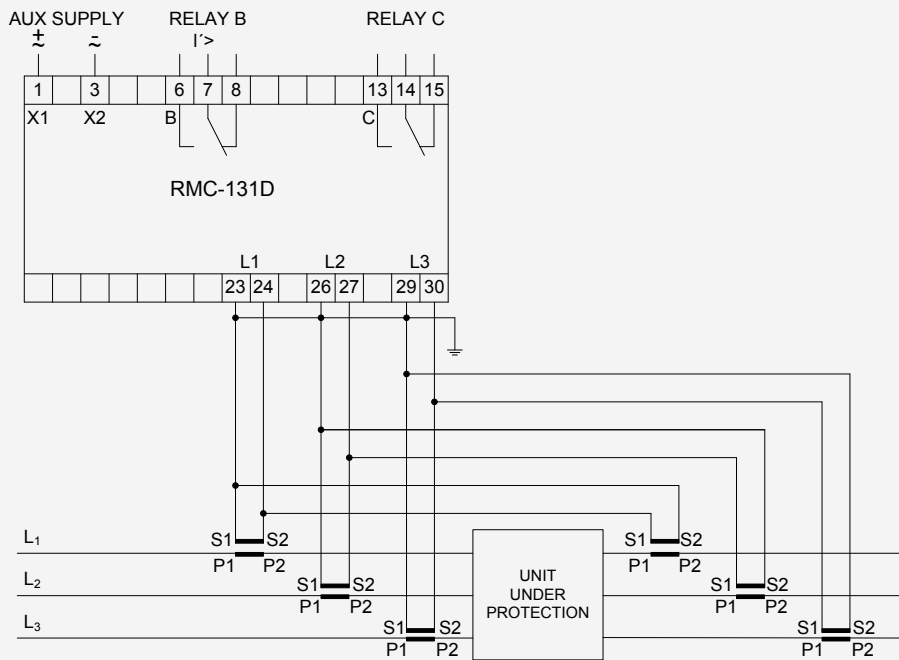 AUX SUPPLY RELAY B RELAY C
+ - I´>
~ ~
1 3 6 7 8 13 14 15
X1 X2 B C
RMC-131D
L1 L2 L3
23 24 26 27 29 30
L₁ S1 S2 S1 S2
P1 P2 P1 P2
L₂ S1 S2 S1 S2
P1 P2 P1 P2
L₃ S1 S2 S1 S2
P1 P2 P1 P2
UNIT
UNDER
PROTECTION